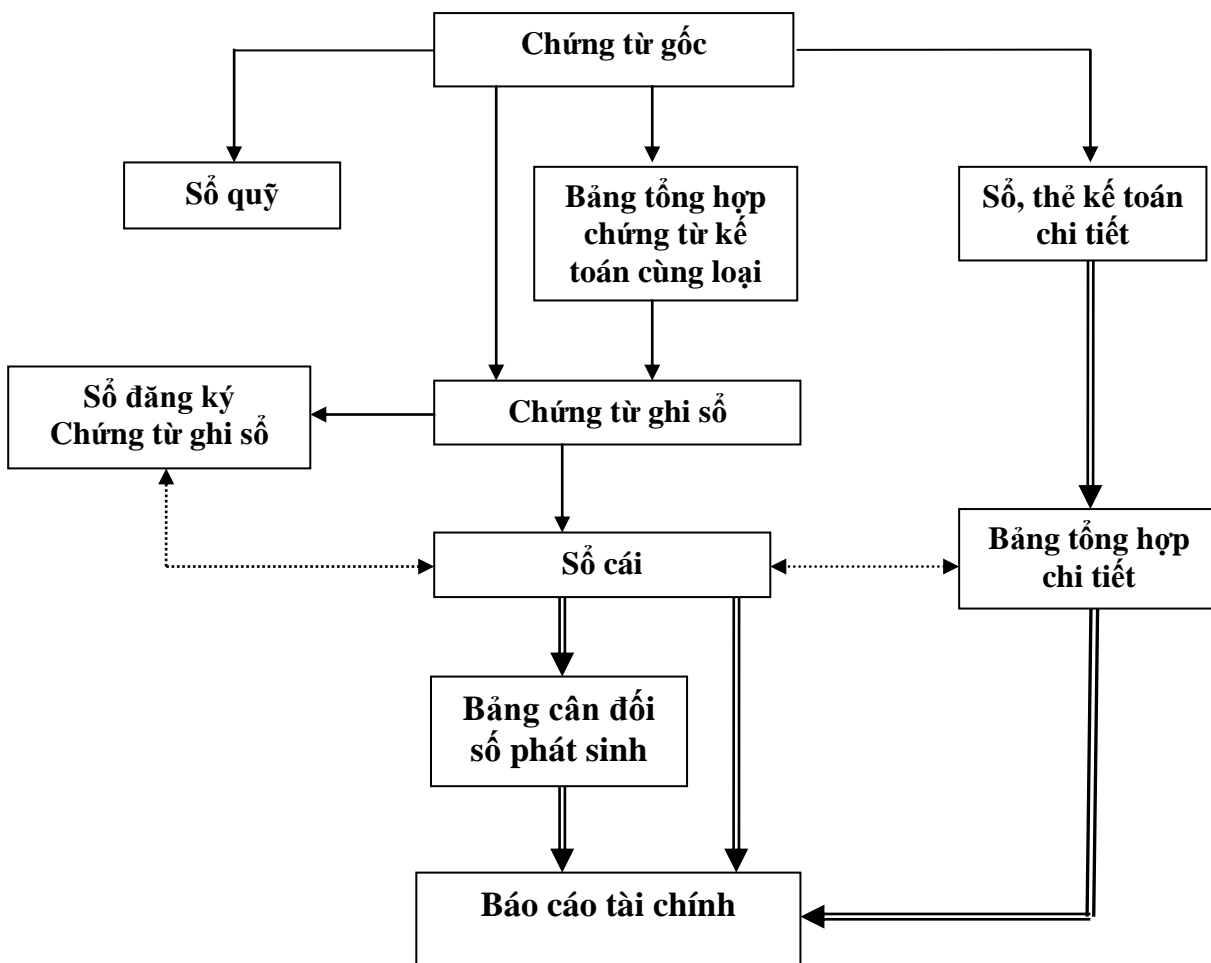 Chứng từ gốc
Sổ quỹ
Bảng tổng hợp
chứng từ kế
toán cùng loại
Sổ, thẻ kế toán
chi tiết
Sổ đăng ký
Chứng từ ghi sổ
Chứng từ ghi sổ
Sổ cái
Bảng tổng hợp
chi tiết
Bảng cân đối
số phát sinh
Báo cáo tài chính